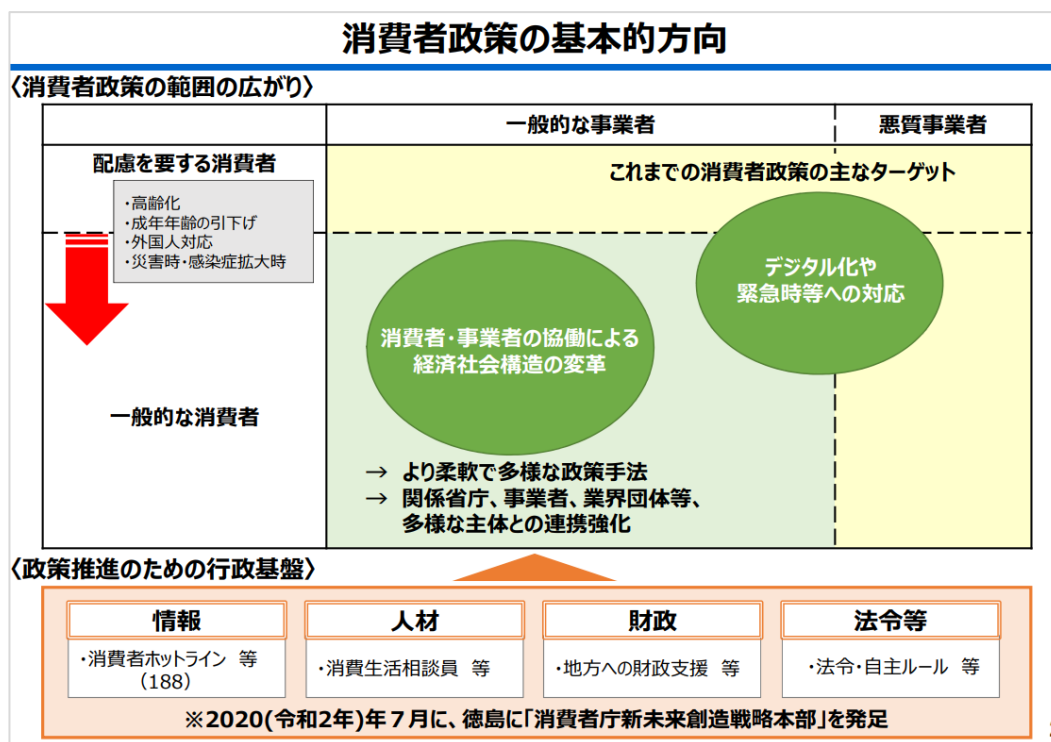 消費者政策の基本的方向
〈消費者政策の範囲の広がり〉
一般的な事業者
悪質事業者
配慮を要する消費者
・高齢化
・成年年齢の引下げ
・外国人対応
・災害時・感染症拡大時
一般的な消費者
これまでの消費者政策の主なターゲット
デジタル化や
緊急時等への対応
消費者・事業者の協働による
経済社会構造の変革
→ より柔軟で多様な政策手法
→ 関係省庁、事業者、業界団体等、
多様な主体との連携強化
〈政策推進のための行政基盤〉
情報
・消費者ホットライン 等
(188)
人材
・消費生活相談員 等
財政
・地方への財政支援 等
法令等
・法令・自主ルール 等
※2020(令和2年)年7月に、徳島に「消費者庁新未来創造戦略本部」を発足